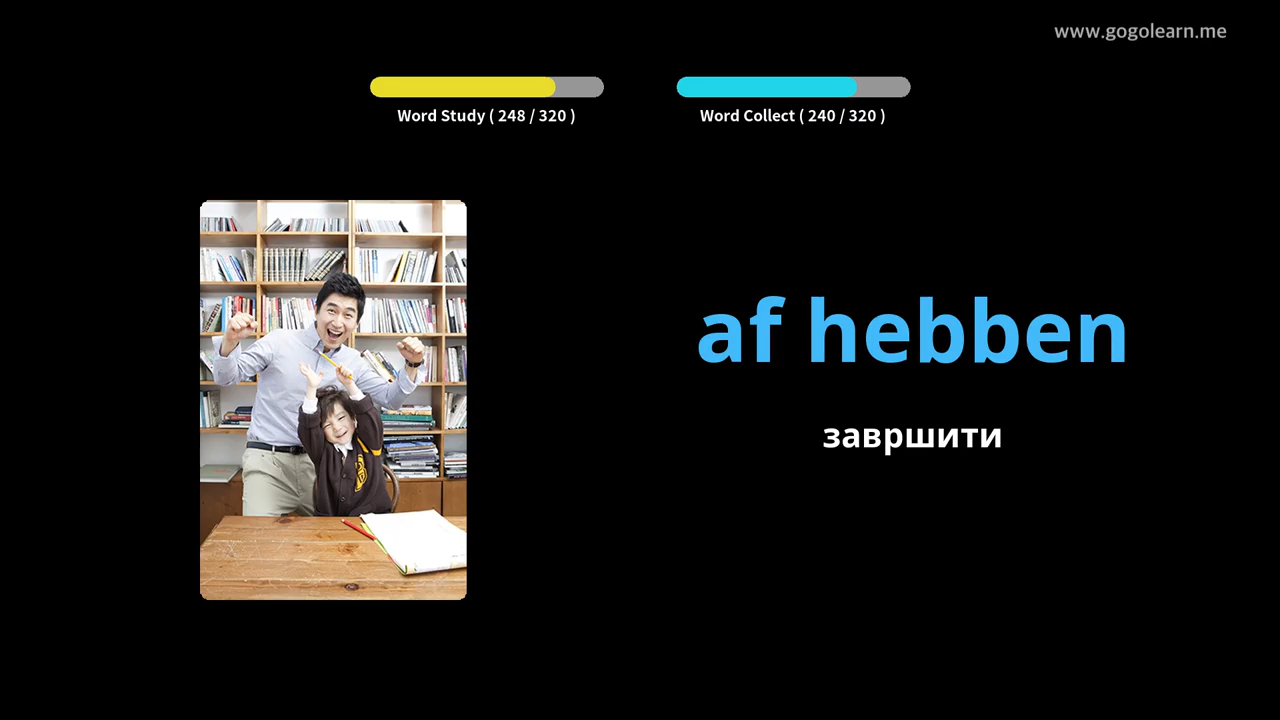 www.gogolearn.me
Word Study ( 248 / 320 )
Word Collect ( 240 / 320 )
af hebben
завршити